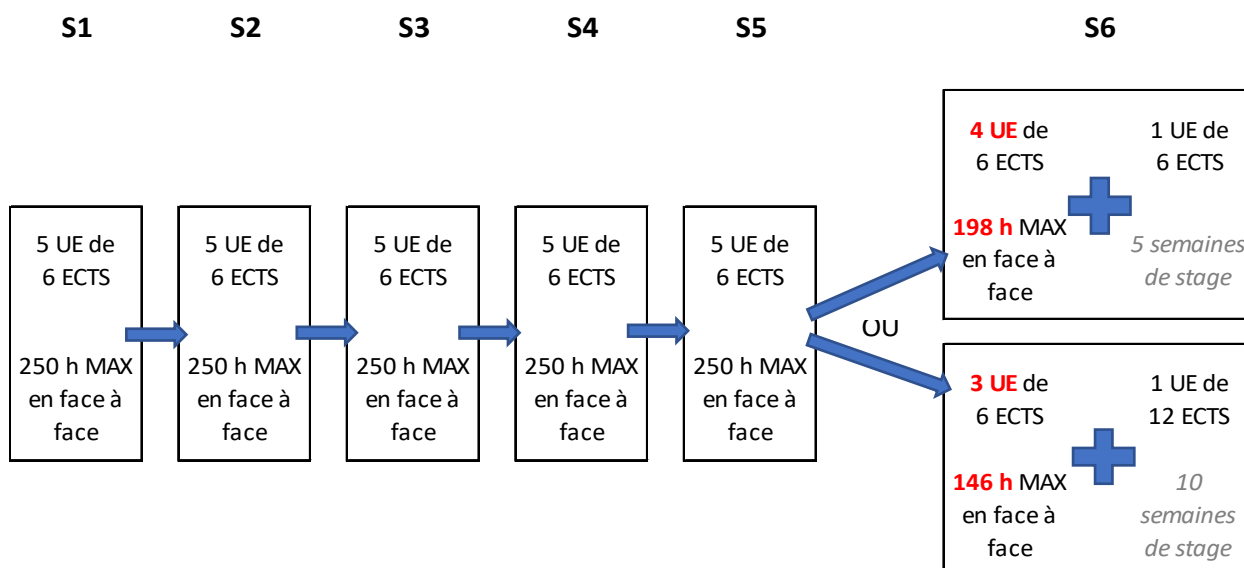 S1
S2
S3
S4
S5
S6
5 UE de
6 ECTS
250 h MAX
en face à
face
5 UE de
6 ECTS
250 h MAX
en face à
face
5 UE de
6 ECTS
250 h MAX
en face à
face
5 UE de
6 ECTS
250 h MAX
en face à
face
5 UE de
6 ECTS
250 h MAX
en face à
face
OU
4 UE de
6 ECTS
198 h MAX
en face à
face
1 UE de
6 ECTS
5 semaines
de stage
3 UE de
6 ECTS
146 h MAX
en face à
face
1 UE de
12 ECTS
10
semaines
de stage